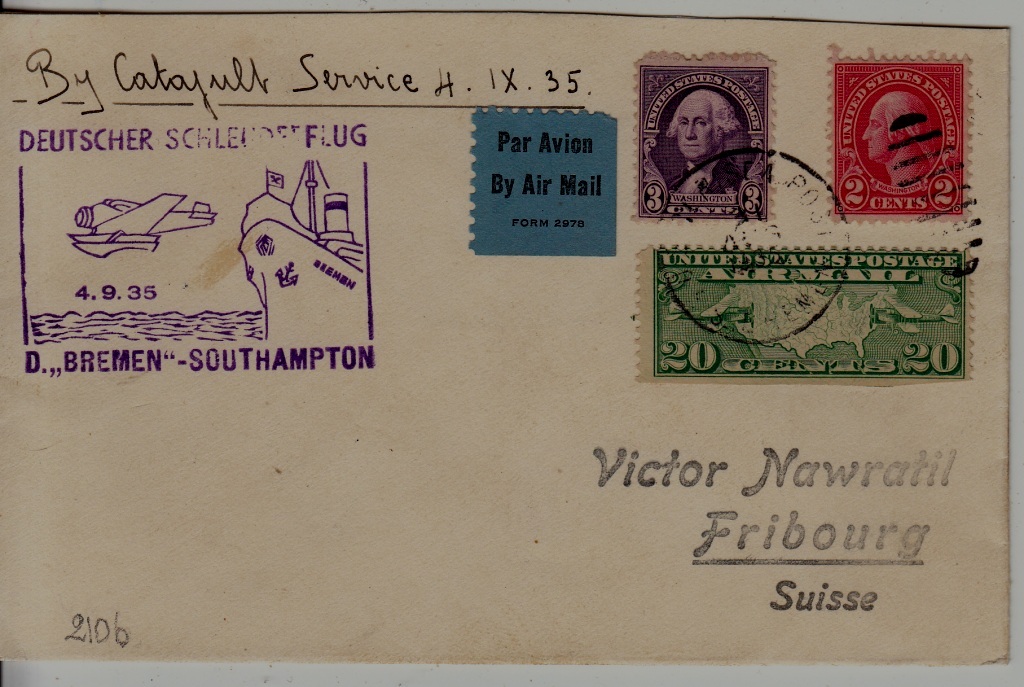 By Catapult Service 4. IX. 35.
DEUTSCHER SCHLEUDERFLUG
BREMEN
4.9.35
D. „BREMEN“-SOUTHAMPTON
Par Avion
By Air Mail
FORM 2978
UNITED STATES POSTAGE
3 WASHINGTON 3
CENTS
UNITED STATES POSTAGE
WASHINGTON
2 CENTS 2
UNITED STATES POSTAGE
AIR MAIL
20 CENTS 20
Victor Nawratil
Fribourg
Suisse
2106